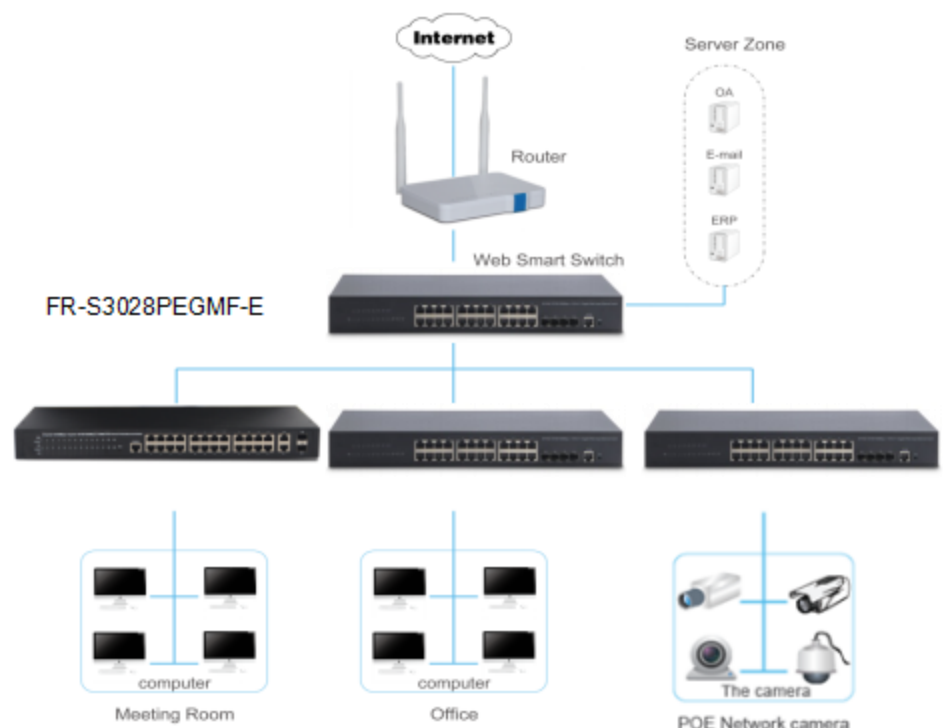 Internet
Server Zone
OA
Router
E-mail
ERP
Web Smart Switch
FR-S3028PEGMF-E
computer
computer
The camera
Meeting Room
Office
POE Network camera